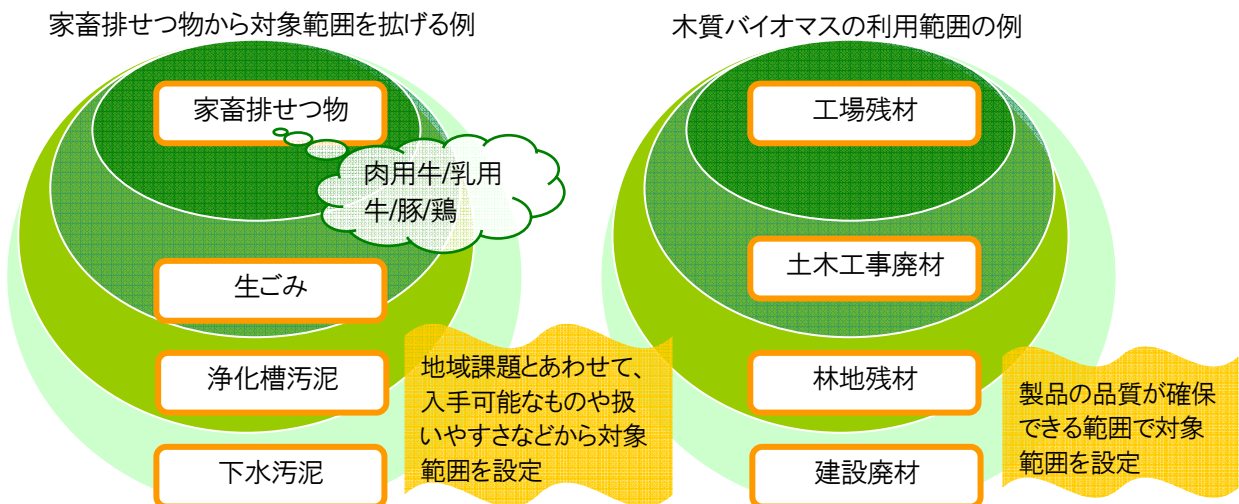 家畜排せつ物から対象範囲を拡げる例
家畜排せつ物
肉用牛/乳用
牛/豚/鶏
生ごみ
浄化槽汚泥
下水汚泥
地域課題とあわせて、
入手可能なものや扱
いやすさなどから対象
範囲を設定
木質バイオマスの利用範囲の例
工場残材
土木工事廃材
林地残材
建設廃材
製品の品質が確保
できる範囲で対象
範囲を設定